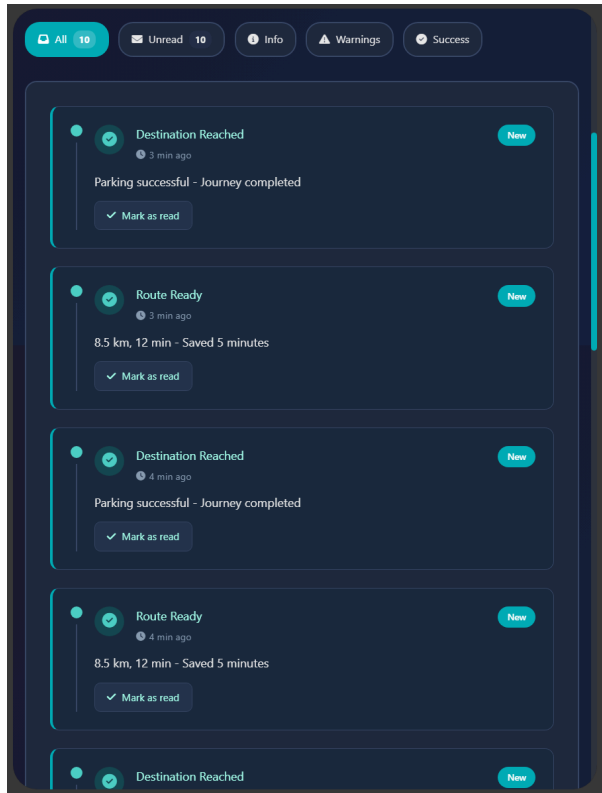 All 10 Unread 10 Info Warnings Success
Destination Reached New
3 min ago
Parking successful - Journey completed
Mark as read
Route Ready New
3 min ago
8.5 km, 12 min - Saved 5 minutes
Mark as read
Destination Reached New
4 min ago
Parking successful - Journey completed
Mark as read
Route Ready New
4 min ago
8.5 km, 12 min - Saved 5 minutes
Mark as read
Destination Reached New